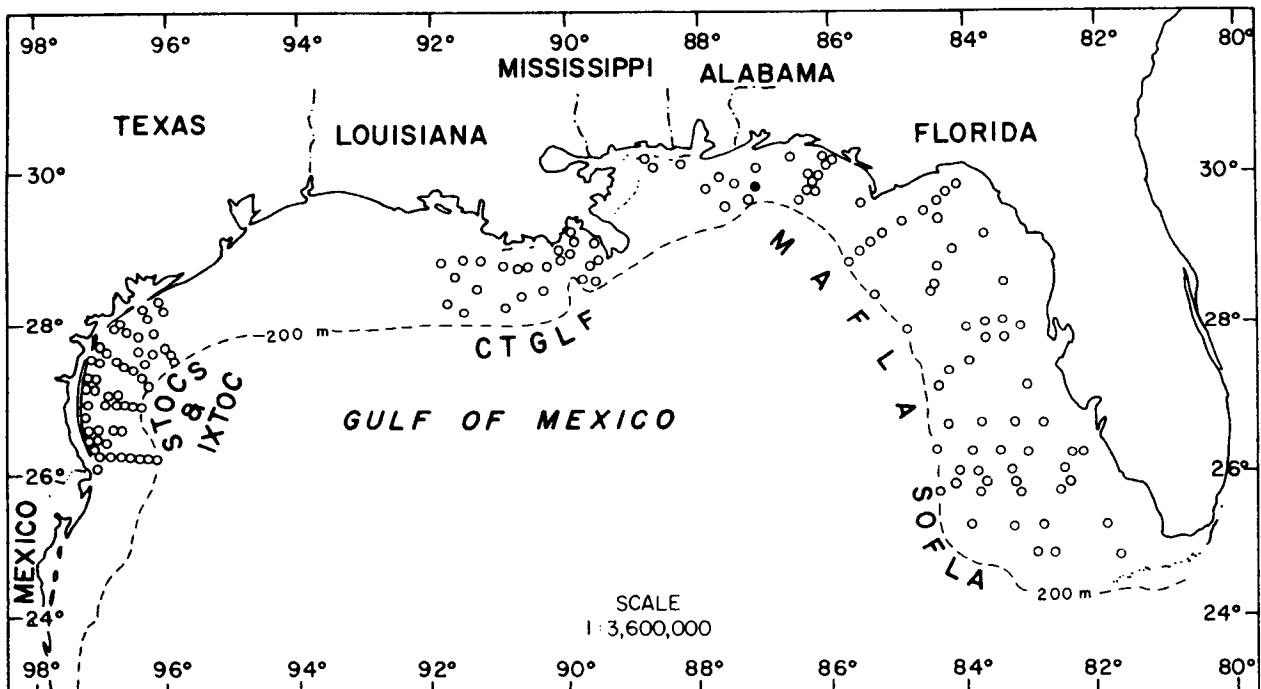 98° 96° 94° 92° 90° 88° 86° 84° 82° 80°
MISSISSIPPI ALABAMA
TEXAS LOUISIANA FLORIDA
30° 30°
28° 28°
200 m
CTGLF
MAFLA
STOCS
&
IXTOC
GULF OF MEXICO
26° 26°
SOFLA
MEXICO
200 m
24° 24°
SCALE
1:3,600,000
98° 96° 94° 92° 90° 88° 86° 84° 82° 80°